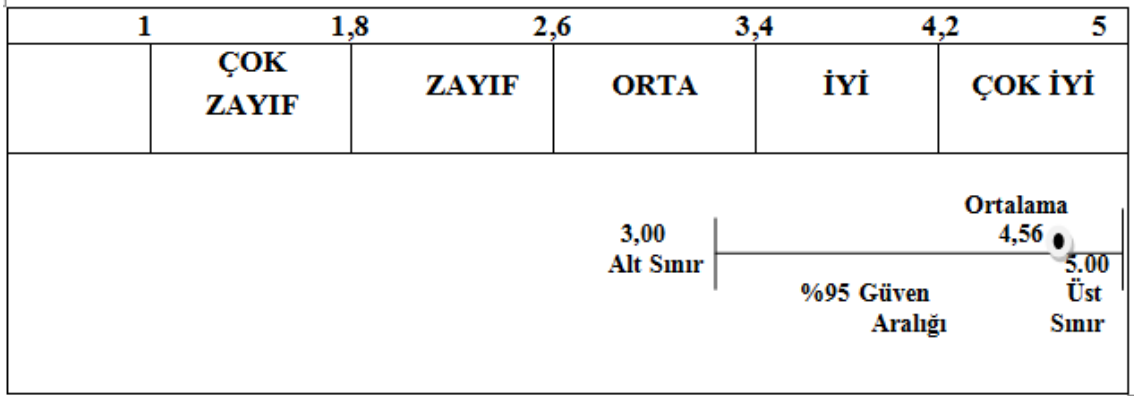 1 1,8 2,6 3,4 4,2 5
ÇOK
ZAYIF
ZAYIF
ORTA
İYİ
ÇOK İYİ
Ortalama
3,00
4,56
Alt Sınır
5.00
%95 Güven
Aralığı
Üst
Sınır